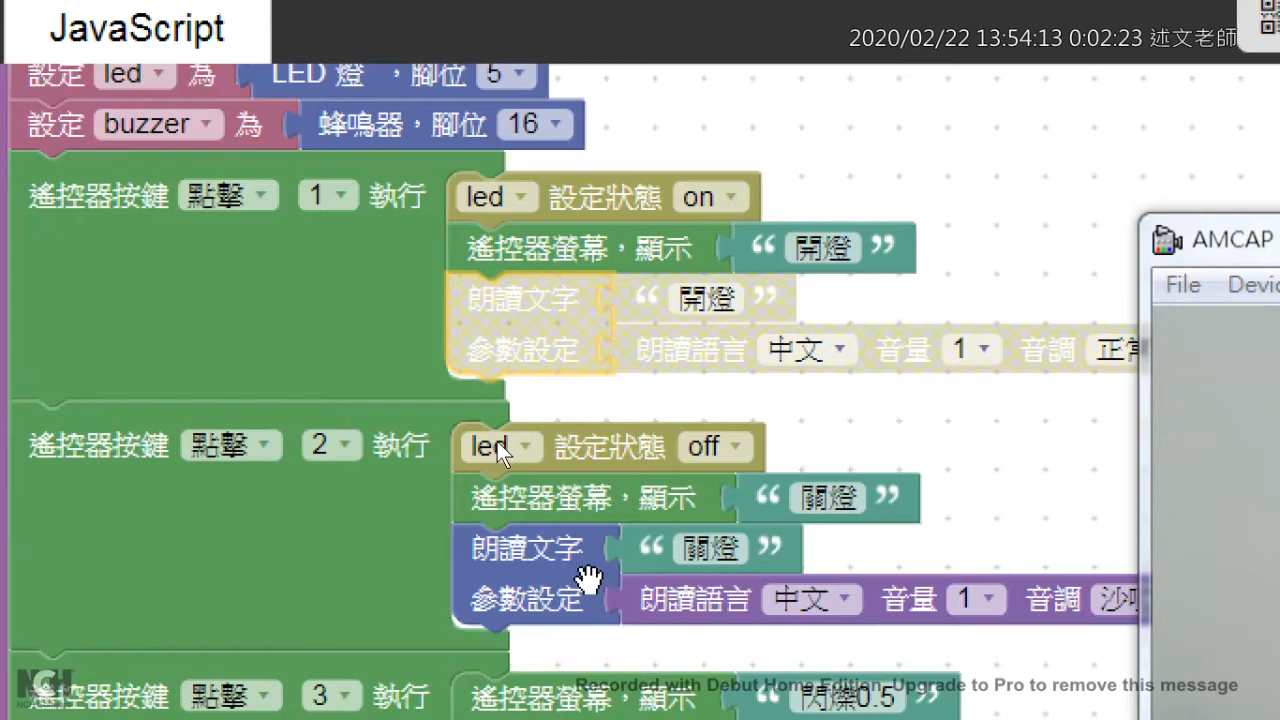 JavaScript
2020/02/22 13:54:13 0:02:23 述文老師
設定 led 為 LED 燈 ，腳位 5
設定 buzzer 為 蜂鳴器，腳位 16
遙控器按鍵 點擊 1 執行 led 設定狀態 on
遙控器螢幕，顯示 “ 開燈 ”
朗讀文字 “ 開燈 ”
參數設定 朗讀語言 中文 音量 1 音調 正常
遙控器按鍵 點擊 2 執行 led 設定狀態 off
遙控器螢幕，顯示 “ 關燈 ”
朗讀文字 “ 關燈 ”
參數設定 朗讀語言 中文 音量 1 音調 沙
遙控器按鍵 點擊 3 執行 遙控器螢幕，顯示 “ 閃爍0.5 ”
AMCAP
File Devic
NCH
Recorded with Debut Home Edition. Upgrade to Pro to remove this message